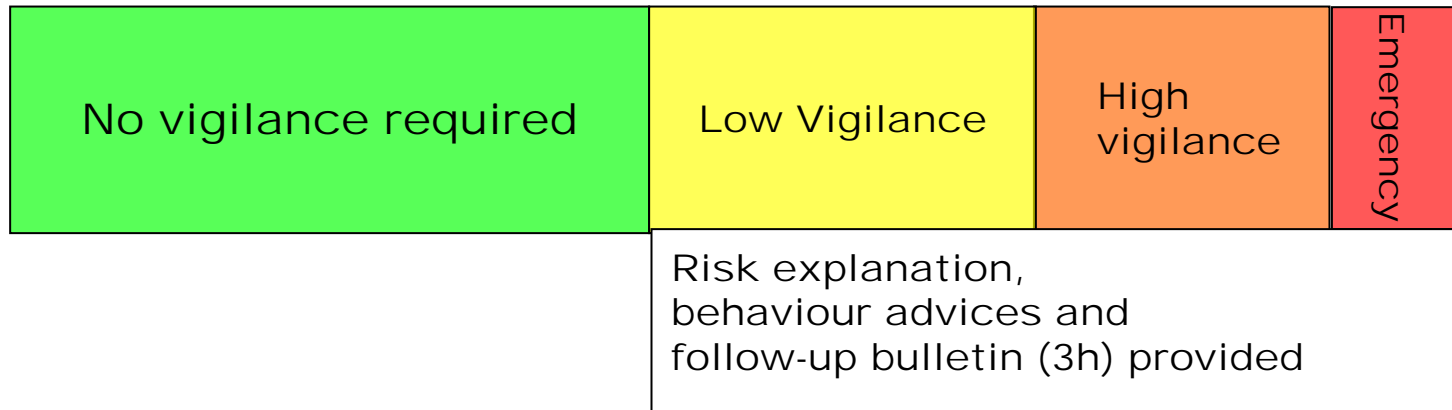 No vigilance required
Low Vigilance
High
vigilance
Emergency
Risk explanation,
behaviour advices and
follow-up bulletin (3h) provided